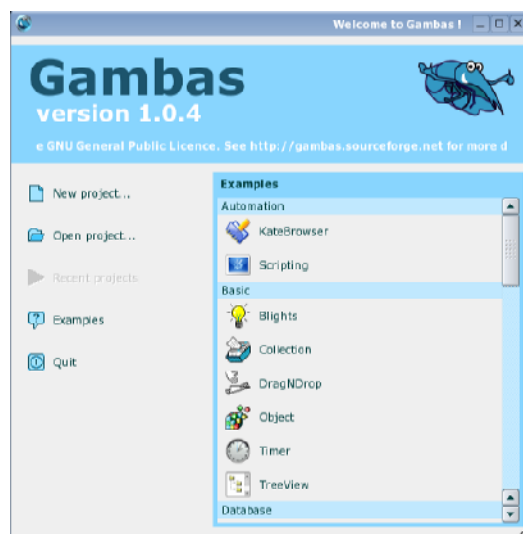 Welcome to Gambas !
Gambas
version 1.0.4
e GNU General Public Licence. See http://gambas.sourceforge.net for more d
New project...
Open project...
Recent projects
Examples
Quit
Examples
Automation
KateBrowser
Scripting
Basic
Blights
Collection
DragNDrop
Object
Timer
TreeView
Database